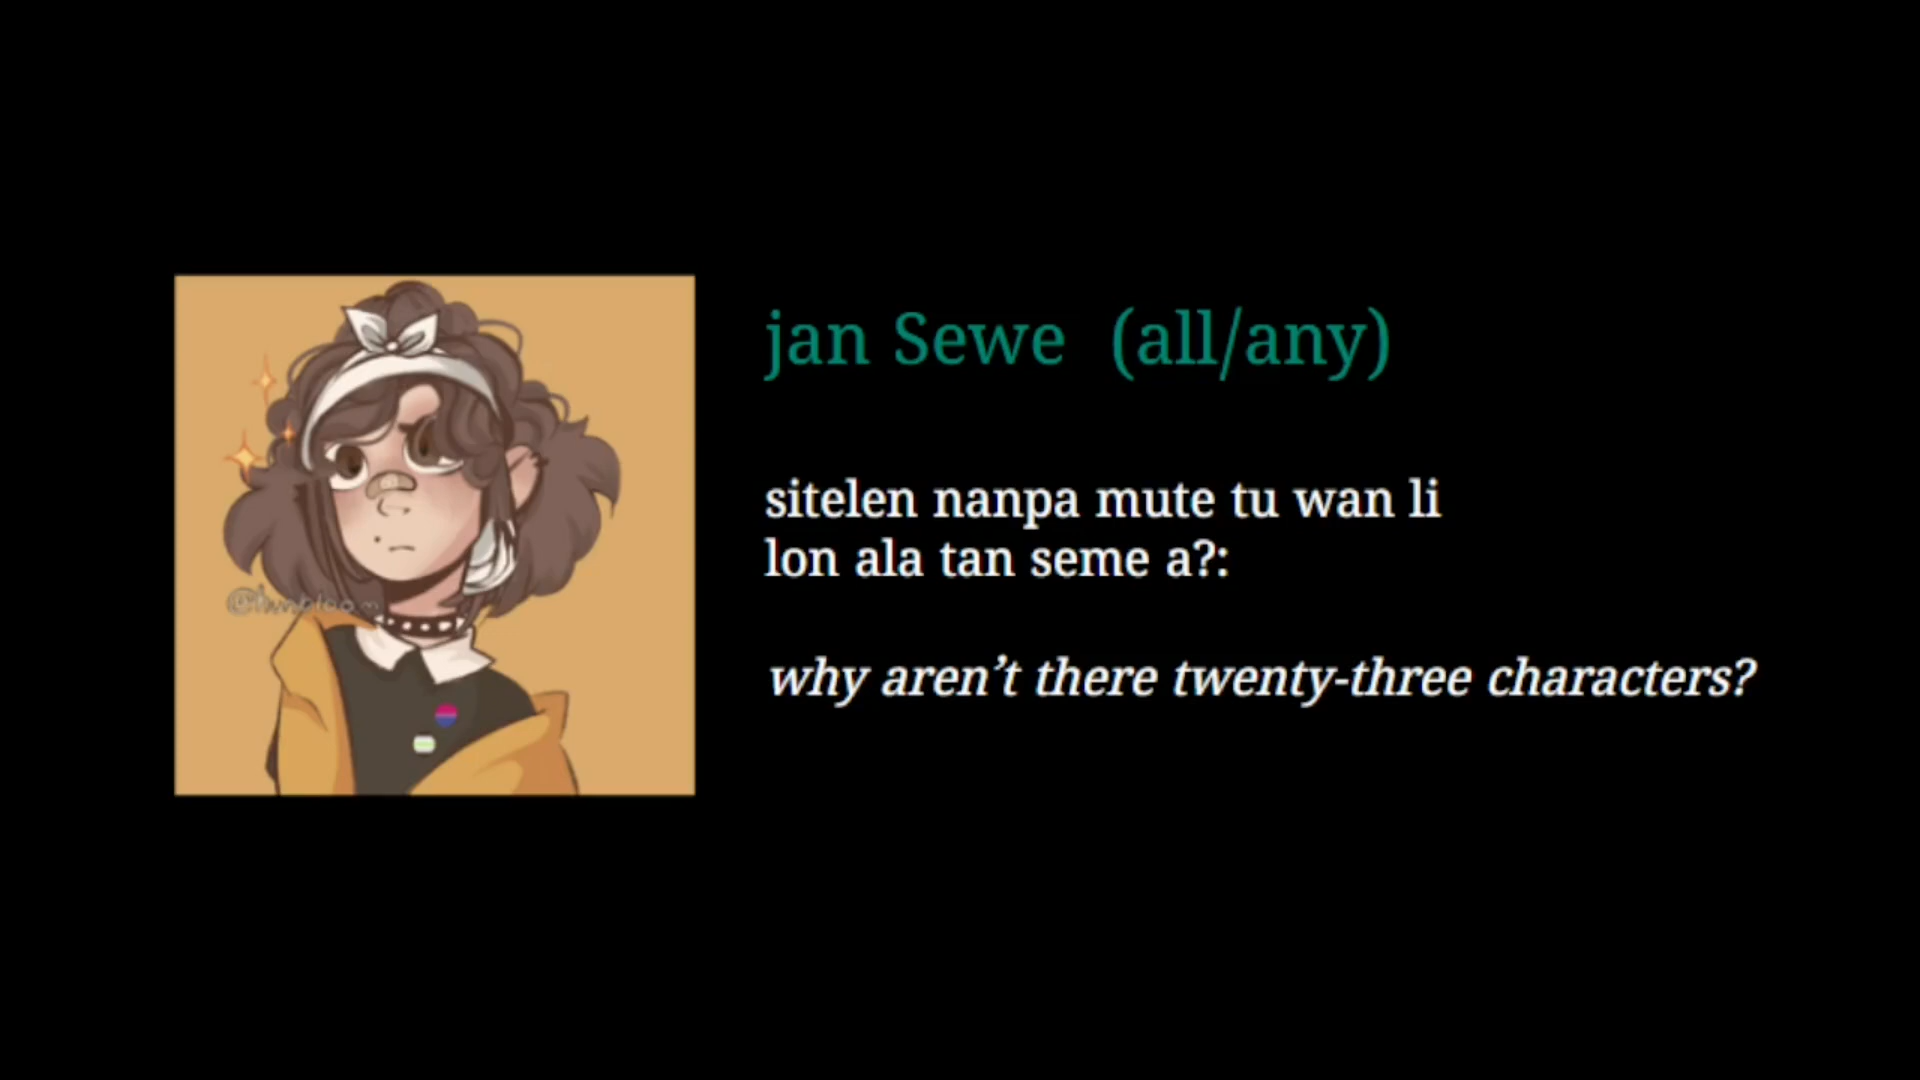 jan Sewe (all/any)
sitelen nanpa mute tu wan li
lon ala tan seme a?:
why aren't there twenty-three characters?